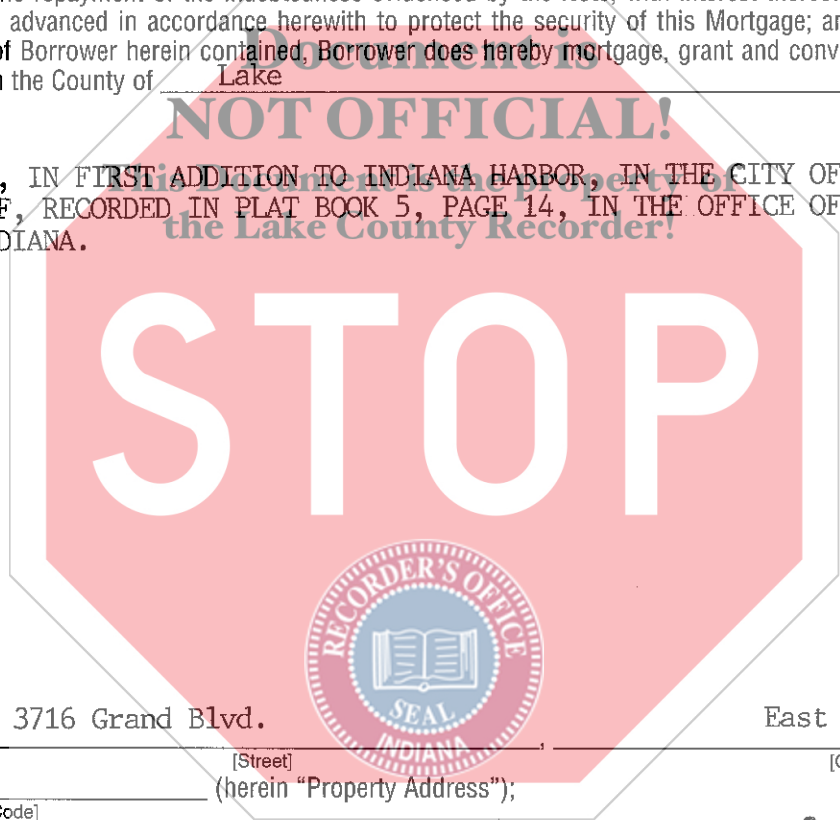 advanced in accordance herewith to protect the security of this Mortgage;
of Borrower herein contained, Borrower does hereby mortgage, grant and conv
the County of Lake
Document is
NOT OFFICIAL!
This Document is the property of
the Lake County Recorder!
, IN FIRST ADDITION TO INDIANA HARBOR, IN THE CITY OF
F, RECORDED IN PLAT BOOK 5, PAGE 14, IN THE OFFICE OF
DIANA.
STOP
RECORDER'S OFFICE
SEAL
INDIANA
3716 Grand Blvd. , East
[Street]
(herein "Property Address");
Code]